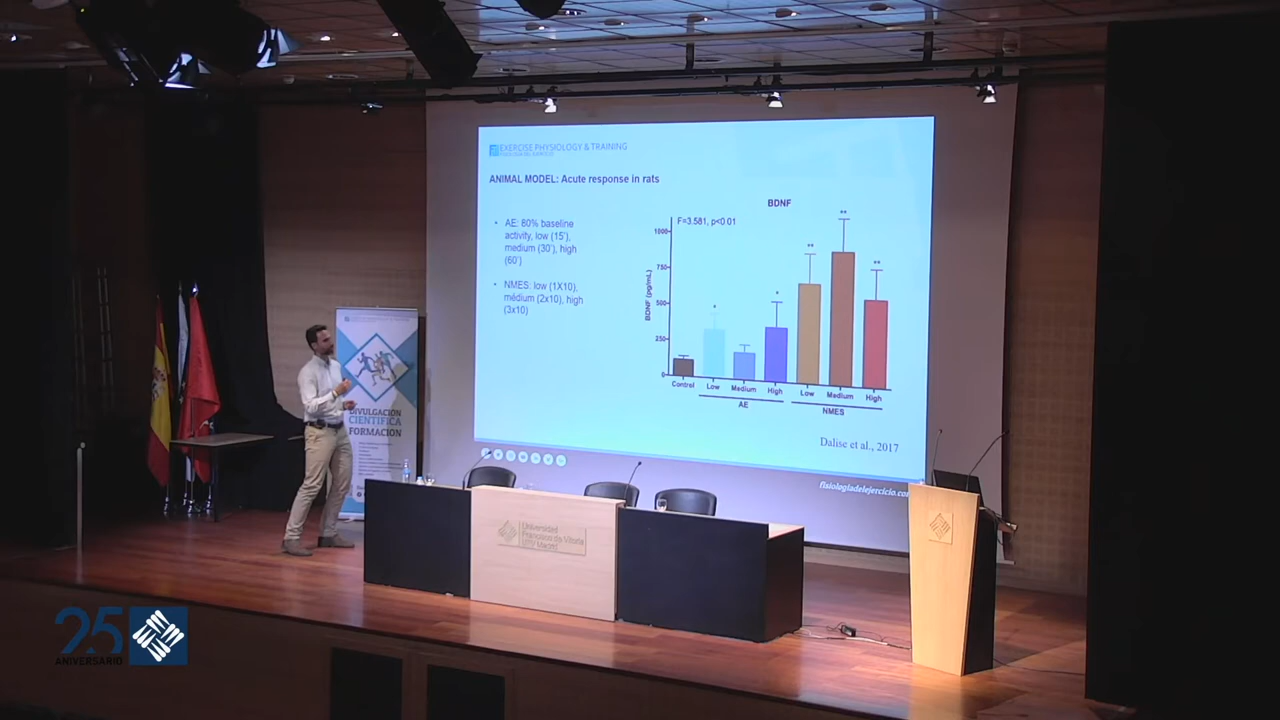 EXERCISE PHYSIOLOGY & TRAINING
ANIMAL MODEL: Acute response in rats
AE: 80% baseline
activity, low (15'),
medium (30'), high
(60')
NMES: low (1X10),
médium (2x10), high
(3x10)
BDNF
F=3.581, p<0.01
BDNF (pg/mL)
1000
750
500
250
0
* * ** ** **
Control Low Medium High Low Medium High
AE NMES
Dalise et al., 2017
fisiologiadelejercicio.co
DIVULGACIÓN
CIENTÍFICA
FORMACIÓN
Universidad
Francisco de Vitoria
UFV Madrid
25
ANIVERSARIO